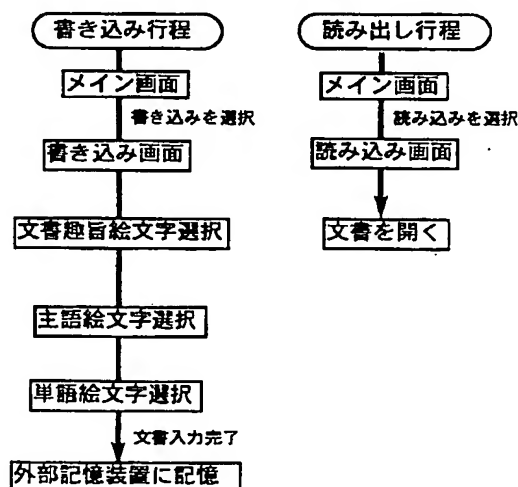 書き込み行程
メイン画面
書き込みを選択
書き込み画面
文書趣旨絵文字選択
主語絵文字選択
単語絵文字選択
文書入力完了
外部記憶装置に記憶
読み出し行程
メイン画面
読み込みを選択
読み込み画面
文書を開く